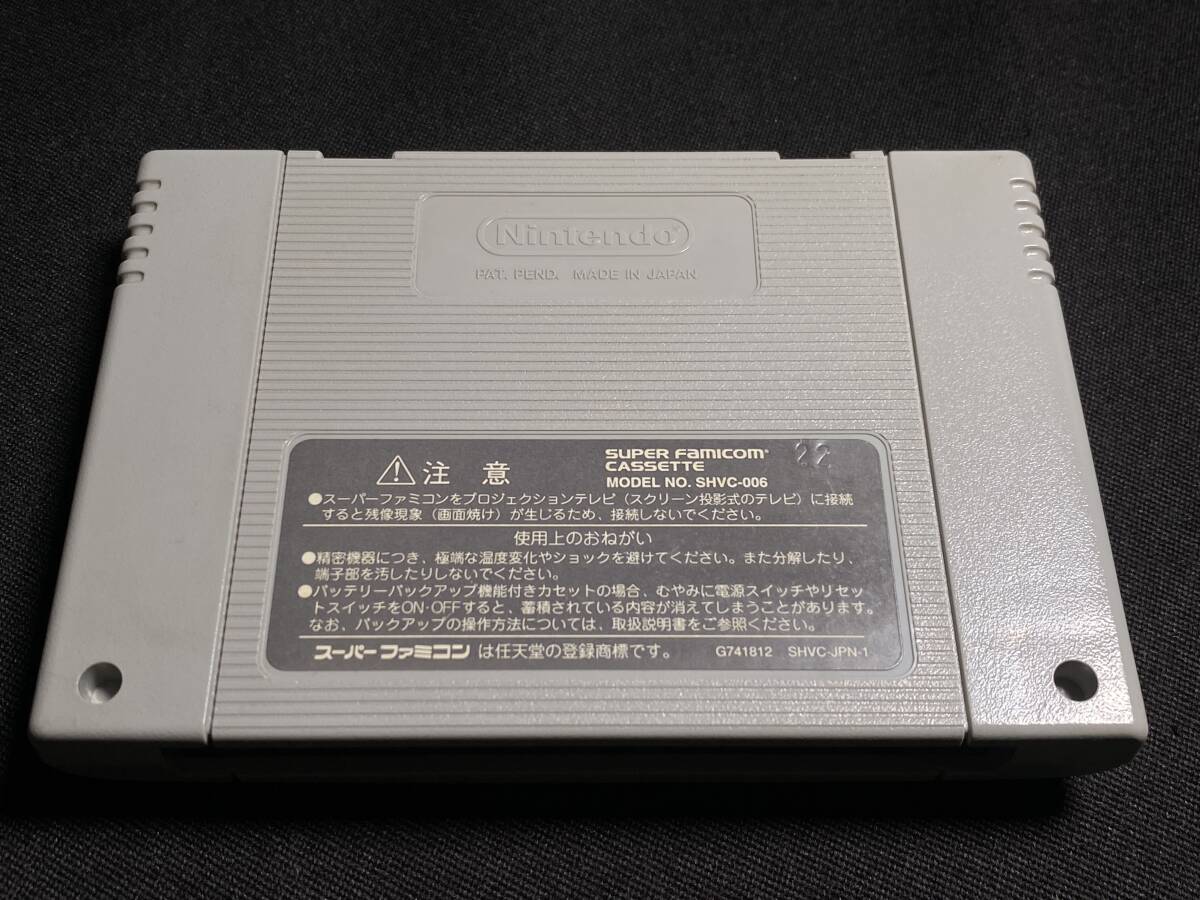 Nintendo®
PAT. PEND. MADE IN JAPAN
⚠注意
SUPER FAMICOM®
CASSETTE
MODEL NO. SHVC-006
22
●スーパーファミコンをプロジェクションテレビ(スクリーン投影式のテレビ)に接続
すると残像現象(画面焼け)が生じるため、接続しないでください。
使用上のおねがい
●精密機器につき、極端な温度変化やショックを避けてください。また分解したり、
端子部を汚したりしないでください。
●バッテリーバックアップ機能付きカセットの場合、むやみに電源スイッチやリセッ
トスイッチをON・OFFすると、蓄積されている内容が消えてしまうことがあります。
なお、バックアップの操作方法については、取扱説明書をご参照ください。
スーパーファミコンは任天堂の登録商標です。 G741812 SHVC-JPN-1